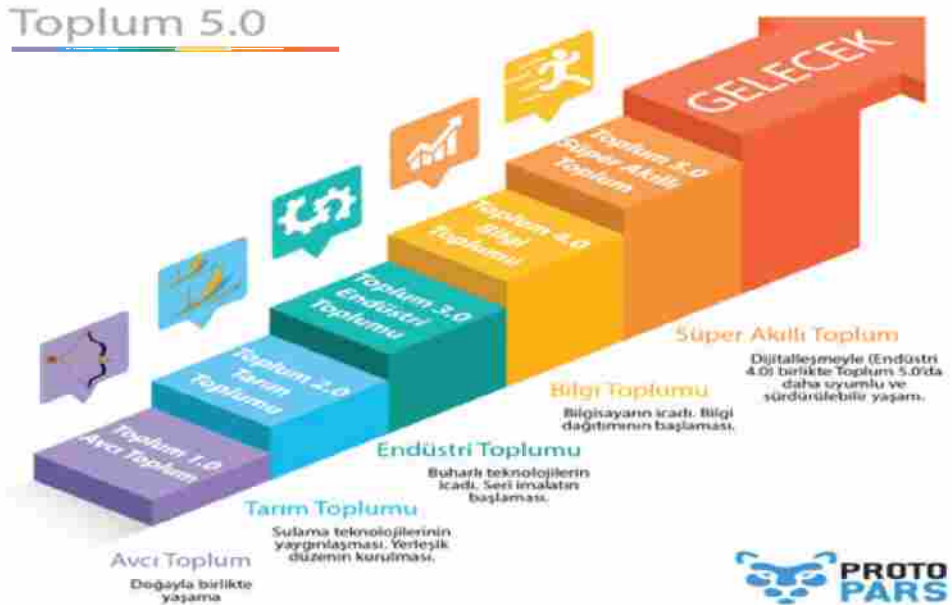 Toplum 5.0
GELECEK
Toplum 5.0
Süper Akıllı
Toplum
Toplum 4.0
Bilgi
Toplumu
Toplum 3.0
Endüstri
Toplumu
Toplum 2.0
Tarım
Toplumu
Toplum 1.0
Avcı Toplum
Süper Akıllı Toplum
Dijitalleşmeyle (Endüstri
4.0) birlikte Toplum 5.0'da
daha uyumlu ve
sürdürülebilir yaşam.
Bilgi Toplumu
Bilgisayarın icadı. Bilgi
dağıtımının başlaması.
Endüstri Toplumu
Buharlı teknolojilerin
icadı. Seri imalatın
başlaması.
Tarım Toplumu
Sulama teknolojilerinin
yaygınlaşması. Yerleşik
düzenin kurulması.
Avcı Toplum
Doğayla birlikte
yaşama
PROTO
PARS